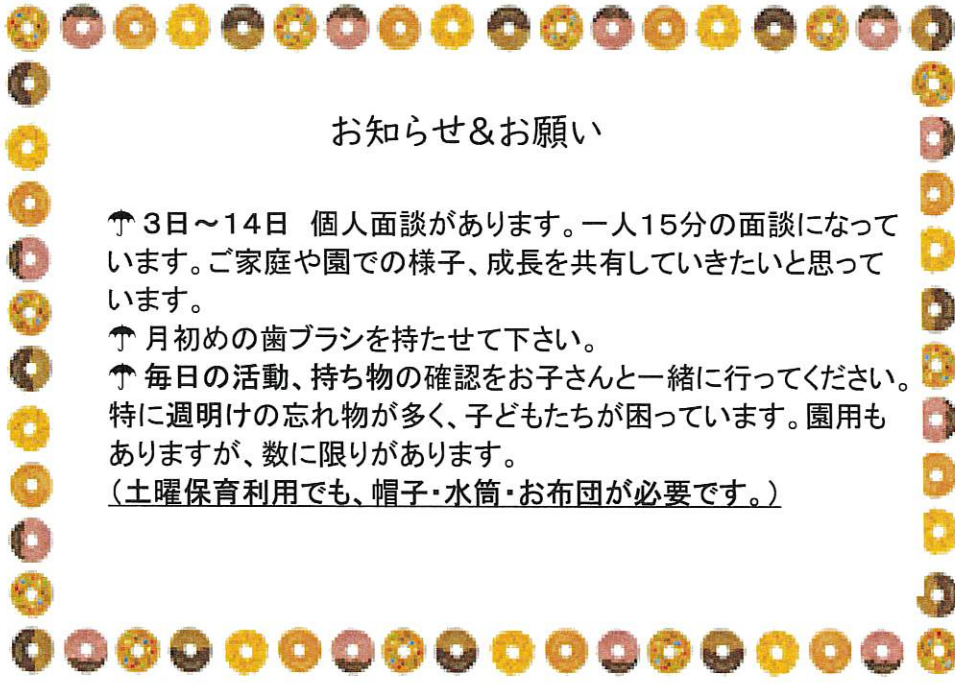 お知らせ&お願い
☂3日～14日　個人面談があります。一人15分の面談になって
います。ご家庭や園での様子、成長を共有していきたいと思って
います。
☂月初めの歯ブラシを持たせて下さい。
☂毎日の活動、持ち物の確認をお子さんと一緒に行ってください。
特に週明けの忘れ物が多く、子どもたちが困っています。園用も
ありますが、数に限りがあります。
（土曜保育利用でも、帽子・水筒・お布団が必要です。）